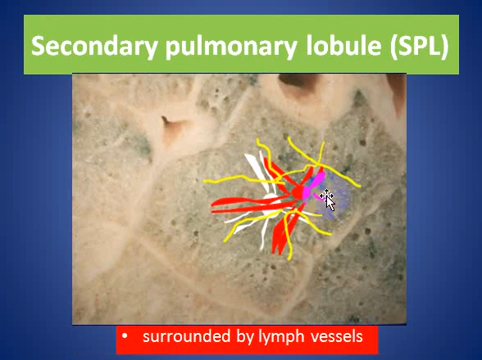 Secondary pulmonary lobule (SPL)
• surrounded by lymph vessels